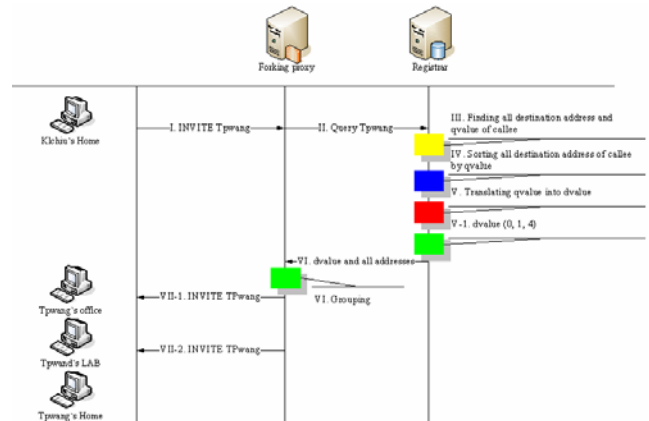 Forking proxy
Registrar
Klchiu's Home
I. INVITE Tpwang
II. Query Tpwang
III. Finding all destination address and
qvalue of callee
IV. Sorting all destination address of callee
by qvalue
V. Translating qvalue into dvalue
V-1. dvalue (0, 1, 4)
VI. dvalue and all addresses
VI. Grouping
Tpwang's office
VII-1. INVITE TPwang
Tpwand's LAB
VII-2. INVITE TPwang
Tpwang's Home